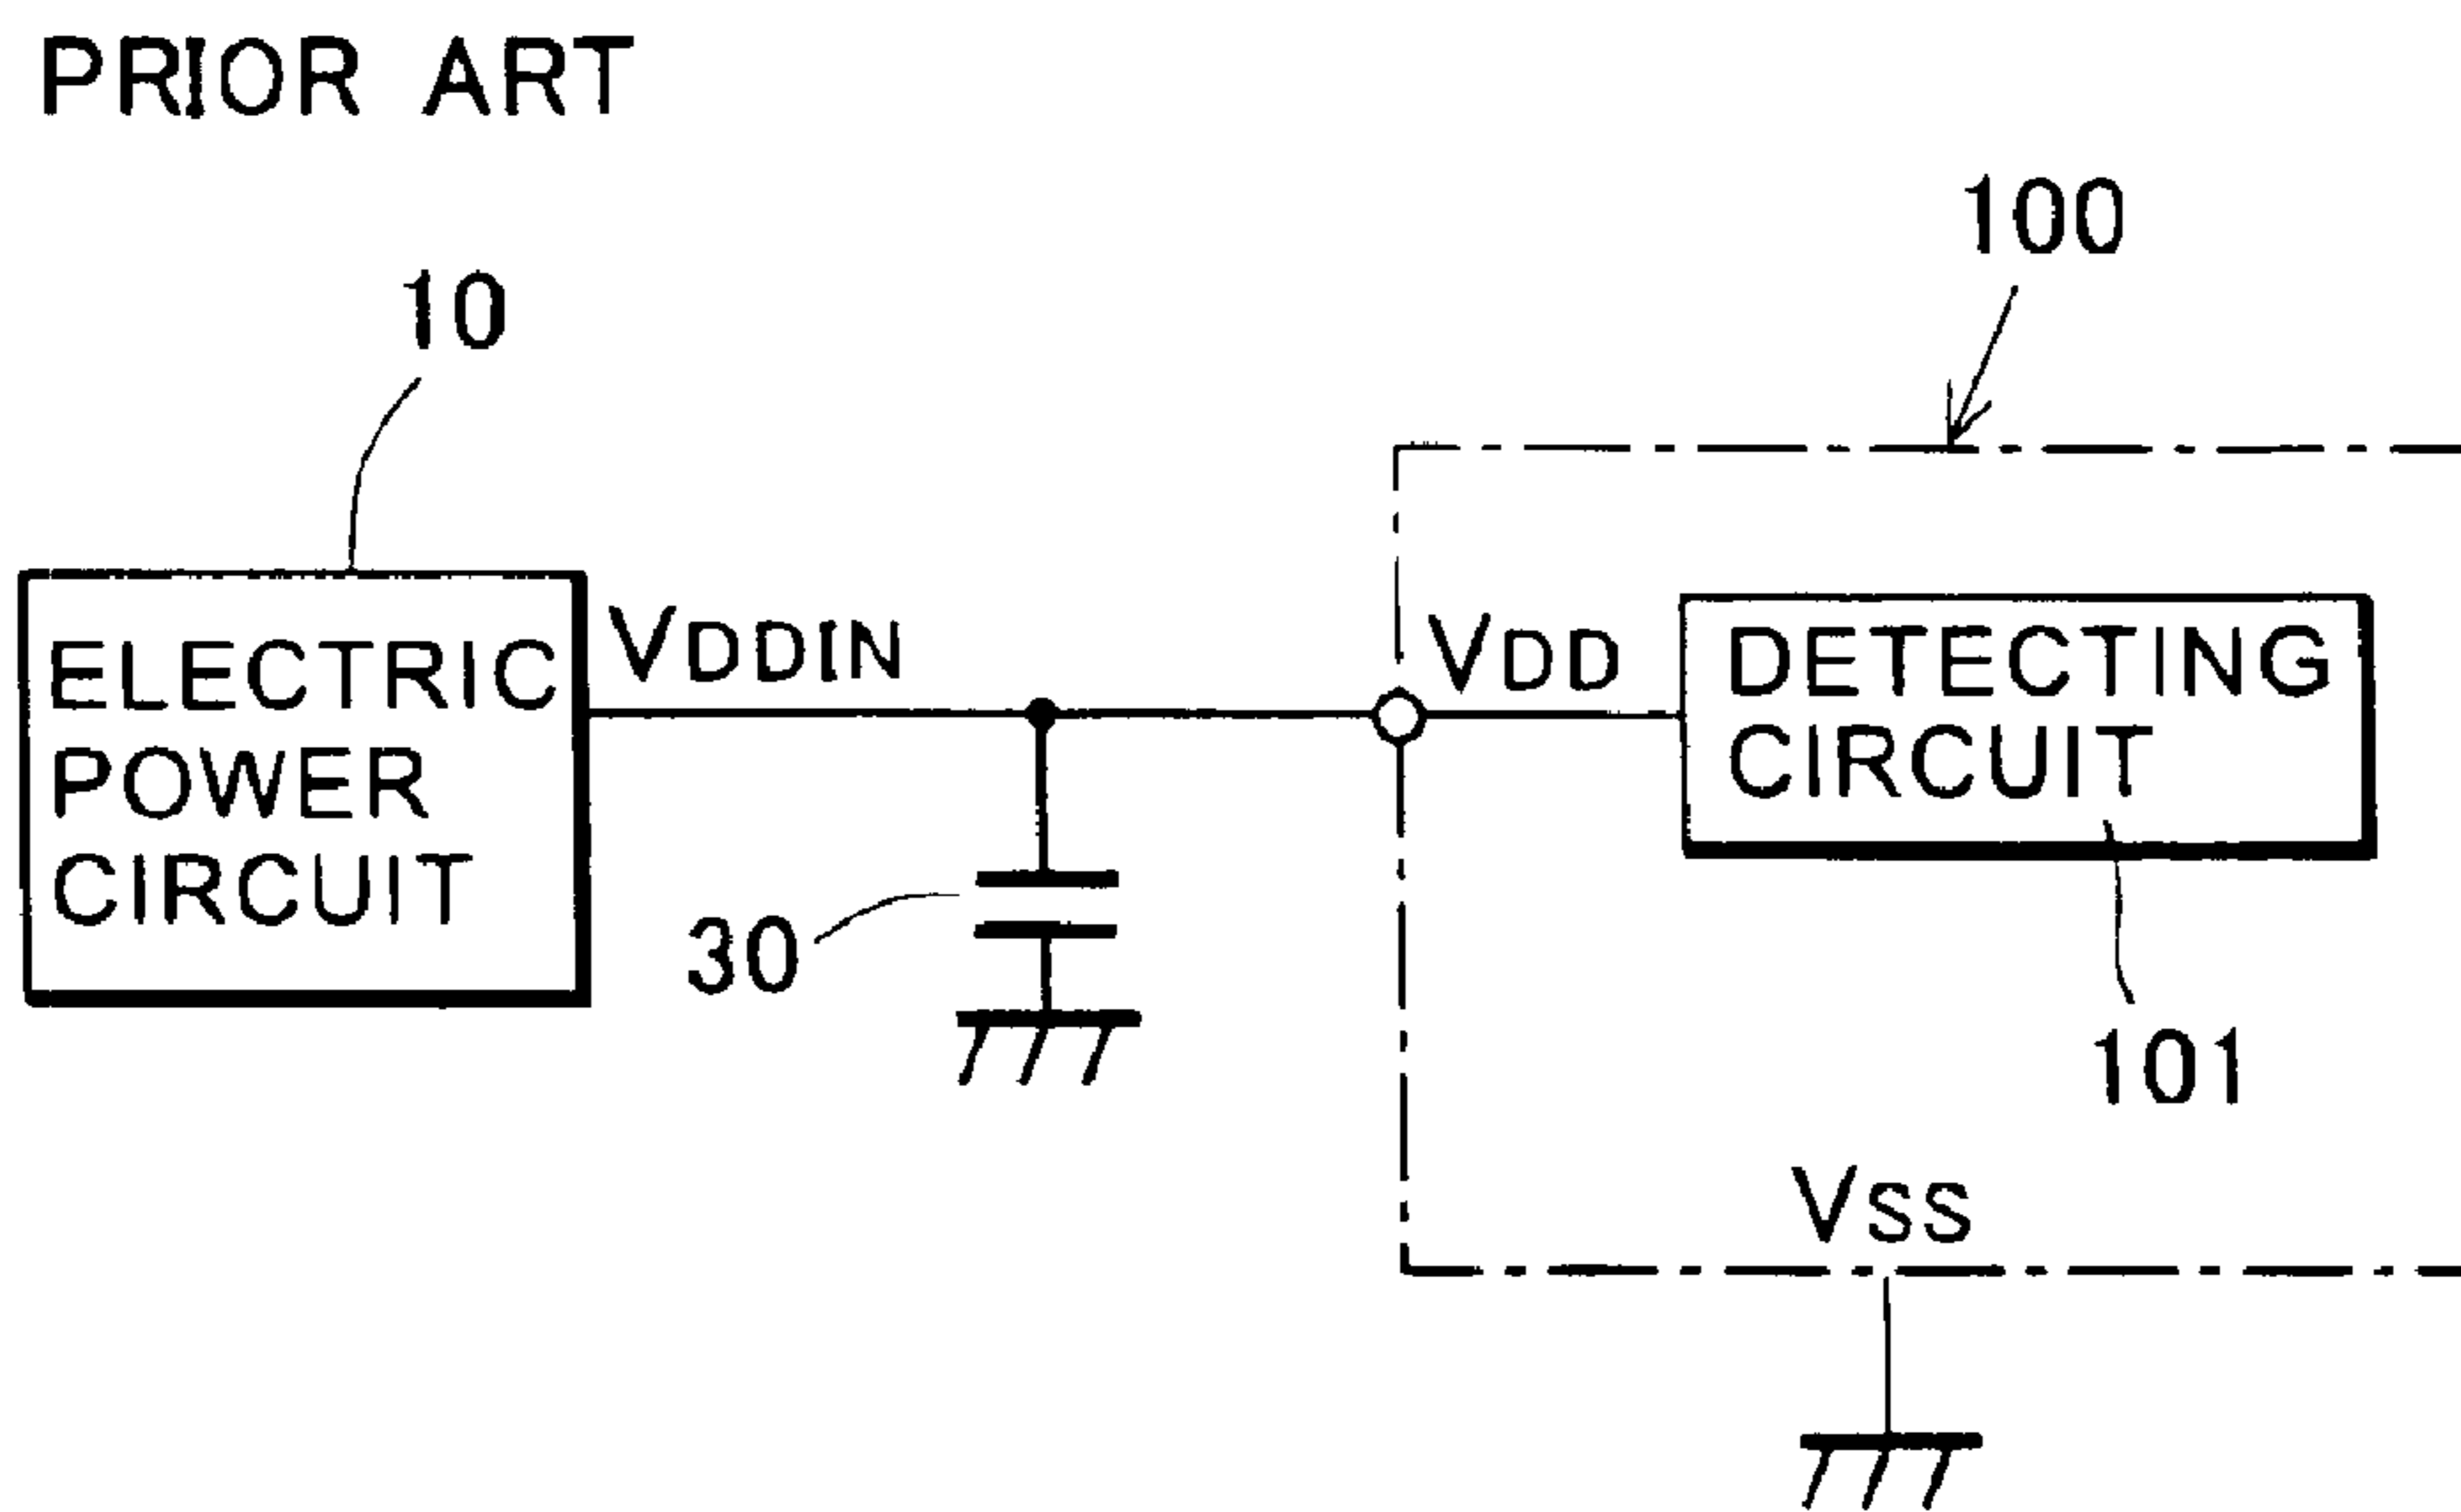 PRIOR ART
100
10
VDDIN
VDD
ELECTRIC
POWER
CIRCUIT
DETECTING
CIRCUIT
30
101
VSS